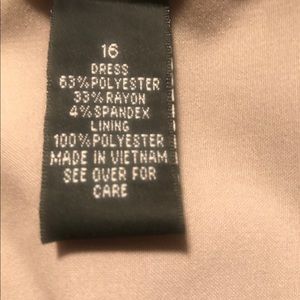 16
DRESS
63%POLYESTER
33%RAYON
4%SPANDEX
LINING
100%POLYESTER
MADE IN VIETNAM
SEE OVER FOR
CARE